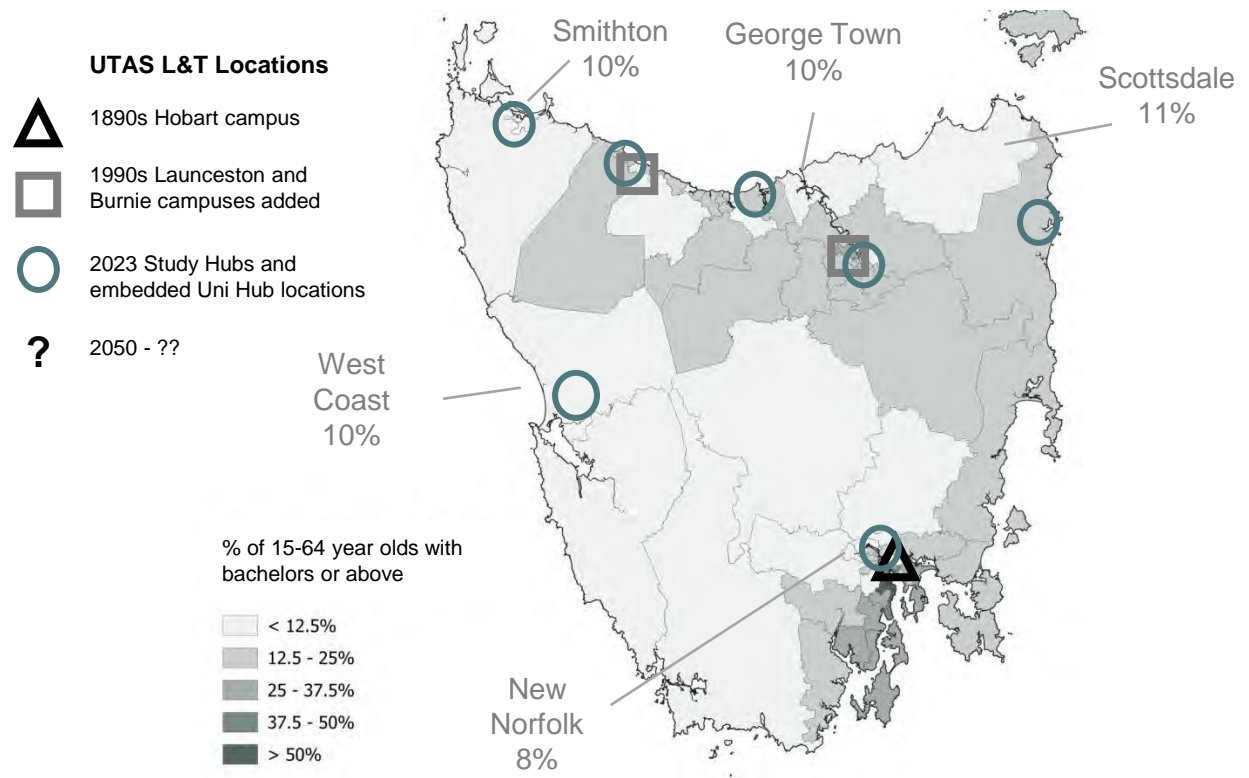 UTAS L&T Locations
1890s Hobart campus
1990s Launceston and
Burnie campuses added
2023 Study Hubs and
embedded Uni Hub locations
?
2050 - ??
Smithton
10%
George Town
10%
Scottsdale
11%
West
Coast
10%
New
Norfolk
8%
% of 15-64 year olds with
bachelors or above
< 12.5%
12.5 - 25%
25 - 37.5%
37.5 - 50%
> 50%